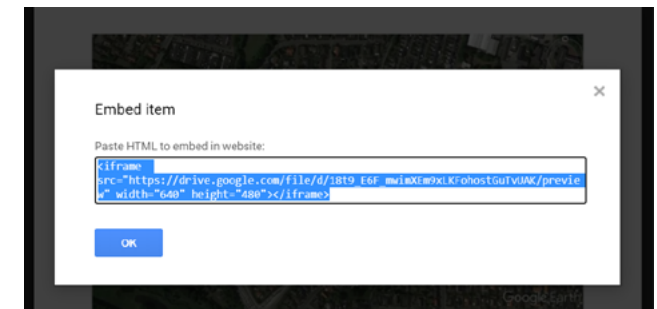 ×
Embed item
Paste HTML to embed in website:
<iframe
src="https://drive.google.com/file/d/18t9_E6F_mwimXEm9xLKFohostGuTvUAK/previe
w" width="640" height="480"></iframe>
OK
Google Earth